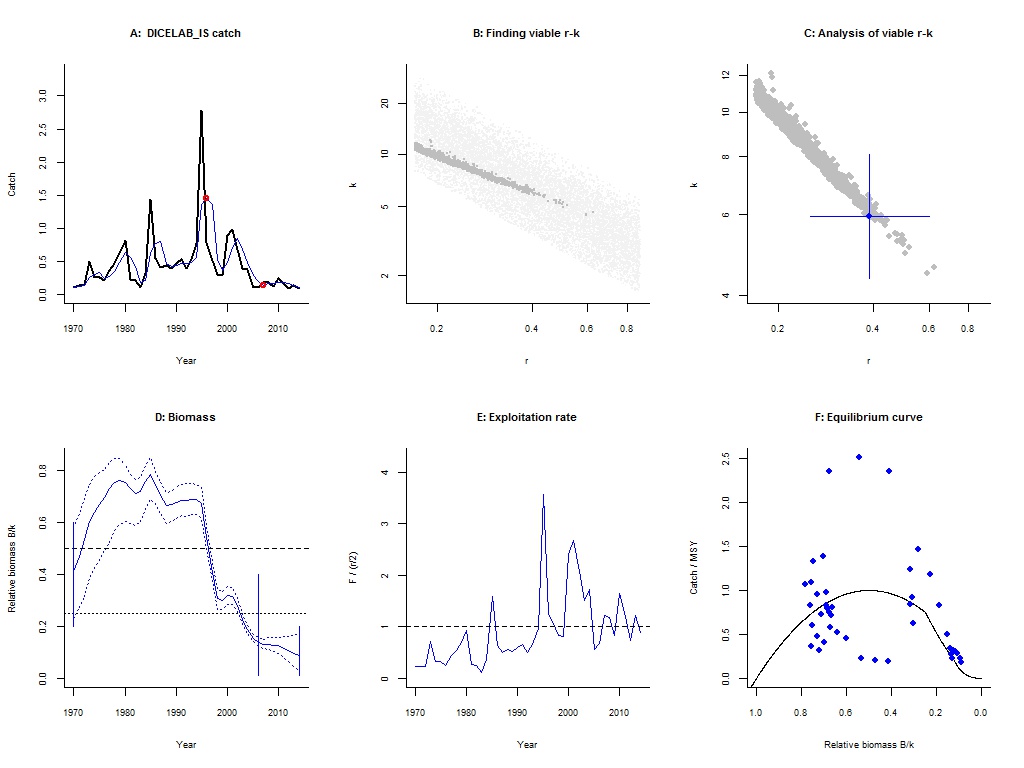 A: DICELAB_IS catch
B: Finding viable r-k
C: Analysis of viable r-k
Catch
0.0 0.5 1.0 1.5 2.0 2.5 3.0
1970 1980 1990 2000 2010
Year
k
2 5 10 20
0.2 0.4 0.6 0.8
r
k
4 6 8 10 12
0.2 0.4 0.6 0.8
r
D: Biomass
E: Exploitation rate
F: Equilibrium curve
Relative biomass B/k
0.0 0.2 0.4 0.6 0.8
1970 1980 1990 2000 2010
Year
F / (r/2)
0 1 2 3 4
1970 1980 1990 2000 2010
Year
Catch / MSY
0.0 0.5 1.0 1.5 2.0 2.5
1.0 0.8 0.6 0.4 0.2 0.0
Relative biomass B/k